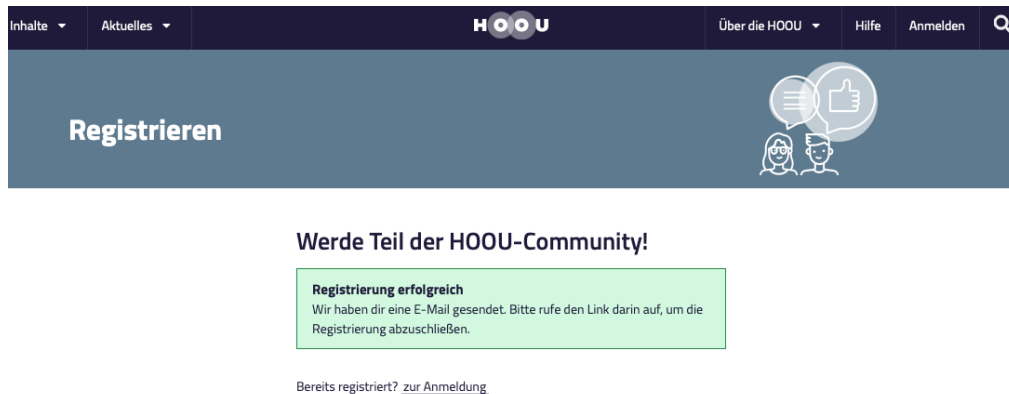 Inhalte
Aktuelles
HOOU
Über die HOOU
Hilfe
Anmelden
Registrieren
Werde Teil der HOOU-Community!
Registrierung erfolgreich
Wir haben dir eine E-Mail gesendet. Bitte rufe den Link darin auf, um die
Registrierung abzuschließen.
Bereits registriert? zur Anmeldung